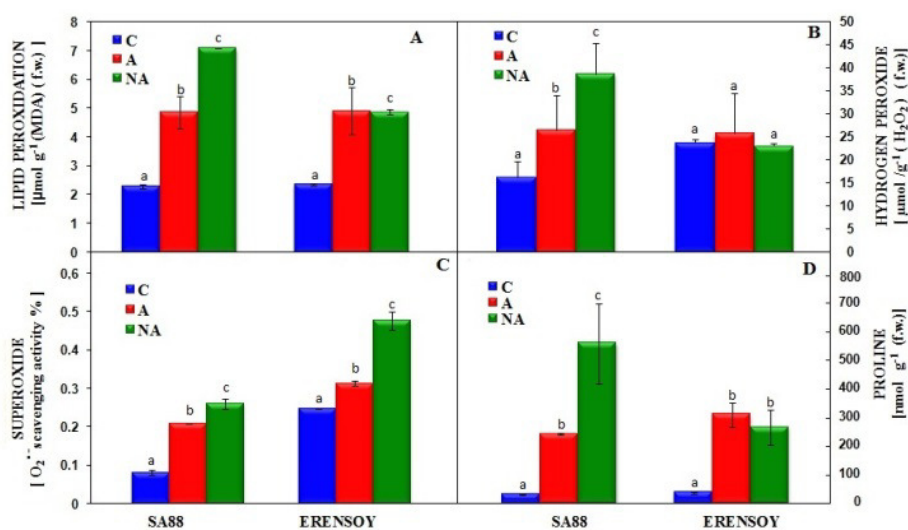 LIPID PEROXIDATION
[μmol g⁻¹ (MDA) (f.w.) ]
8
7
6
5
4
3
2
1
0
C
A
NA
A
a
b
c
a
b
c
B
C
A
NA
a
b
c
a
a
a
50
45
40
35
30
25
20
15
10
5
0
HYDROGEN PEROXIDE
[ μmol /g⁻¹ ( H₂O₂ ) (f.w)]
SUPEROXIDE
[ O₂•⁻ scavenging activity % ]
0.6
0.5
0.4
0.3
0.2
0.1
0
C
A
NA
C
a
b
c
a
b
c
SA88
ERENSOY
D
C
A
NA
a
b
c
a
b
b
SA88
ERENSOY
800
700
600
500
400
300
200
100
0
PROLINE
[nmol g⁻¹ (f.w.)]